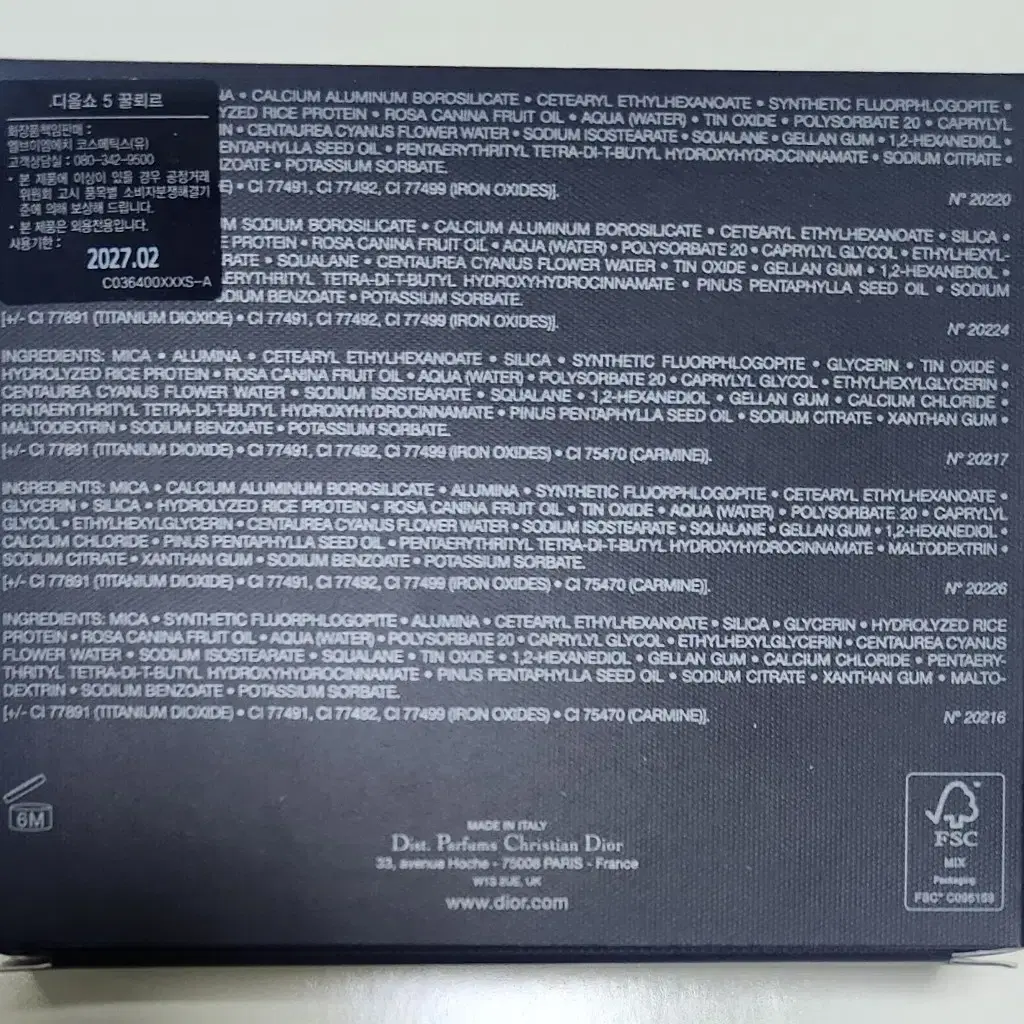 디올쇼 5 꿀뢰르
화장품책임판매 :
엘브이엠에치 코스메틱스(유)
고객상담실 : 080-342-9500
• 본 제품에 이상이 있을 경우 공정거래
위원회 고시 품목별 소비자분쟁해결기
준에 의해 보상해 드립니다.
• 본 제품은 외용전용입니다.
사용기한 :
2027.02
C036400XXXS-A
• CALCIUM ALUMINUM BOROSILICATE • CETEARYL ETHYLHEXANOATE • SYNTHETIC FLUORPHLOGOPITE •
RICE PROTEIN • ROSA CANINA FRUIT OIL • AQUA (WATER) • TIN OXIDE • POLYSORBATE 20 • CAPRYLYL
• CENTAUREA CYANUS FLOWER WATER • SODIUM ISOSTEARATE • SQUALANE • GELLAN GUM • 1,2-HEXANEDIOL •
SEED OIL • PENTAERYTHRITYL TETRA-DI-T-BUTYL HYDROXYHYDROCINNAMATE • SODIUM CITRATE •
• POTASSIUM SORBATE.
• CI 77491, CI 77492, CI 77499 (IRON OXIDES)].
N° 20220
SODIUM BOROSILICATE • CALCIUM ALUMINUM BOROSILICATE • CETEARYL ETHYLHEXANOATE • SILICA •
PROTEIN • ROSA CANINA FRUIT OIL • AQUA (WATER) • POLYSORBATE 20 • CAPRYLYL GLYCOL • ETHYLHEXYL-
• SQUALANE • CENTAUREA CYANUS FLOWER WATER • TIN OXIDE • GELLAN GUM • 1,2-HEXANEDIOL •
TETRA-DI-T-BUTYL HYDROXYHYDROCINNAMATE • PINUS PENTAPHYLLA SEED OIL • SODIUM
BENZOATE • POTASSIUM SORBATE.
[+/- CI 77891 (TITANIUM DIOXIDE) • CI 77491, CI 77492, CI 77499 (IRON OXIDES)].
N° 20224
INGREDIENTS: MICA • ALUMINA • CETEARYL ETHYLHEXANOATE • SILICA • SYNTHETIC FLUORPHLOGOPITE • GLYCERIN • TIN OXIDE •
HYDROLYZED RICE PROTEIN • ROSA CANINA FRUIT OIL • AQUA (WATER) • POLYSORBATE 20 • CAPRYLYL GLYCOL • ETHYLHEXYLGLYCERIN •
CENTAUREA CYANUS FLOWER WATER • SODIUM ISOSTEARATE • SQUALANE • 1,2-HEXANEDIOL • GELLAN GUM • CALCIUM CHLORIDE •
PENTAERYTHRITYL TETRA-DI-T-BUTYL HYDROXYHYDROCINNAMATE • PINUS PENTAPHYLLA SEED OIL • SODIUM CITRATE • XANTHAN GUM •
MALTODEXTRIN • SODIUM BENZOATE • POTASSIUM SORBATE.
[+/- CI 77891 (TITANIUM DIOXIDE) • CI 77491, CI 77492, CI 77499 (IRON OXIDES) • CI 75470 (CARMINE)].
N° 20217
INGREDIENTS: MICA • CALCIUM ALUMINUM BOROSILICATE • ALUMINA • SYNTHETIC FLUORPHLOGOPITE • CETEARYL ETHYLHEXANOATE •
GLYCERIN • SILICA • HYDROLYZED RICE PROTEIN • ROSA CANINA FRUIT OIL • TIN OXIDE • AQUA (WATER) • POLYSORBATE 20 • CAPRYLYL
GLYCOL • ETHYLHEXYLGLYCERIN • CENTAUREA CYANUS FLOWER WATER • SODIUM ISOSTEARATE • SQUALANE • GELLAN GUM • 1,2-HEXANEDIOL •
CALCIUM CHLORIDE • PINUS PENTAPHYLLA SEED OIL • PENTAERYTHRITYL TETRA-DI-T-BUTYL HYDROXYHYDROCINNAMATE • MALTODEXTRIN •
SODIUM CITRATE • XANTHAN GUM • SODIUM BENZOATE • POTASSIUM SORBATE.
[+/- CI 77891 (TITANIUM DIOXIDE) • CI 77491, CI 77492, CI 77499 (IRON OXIDES) • CI 75470 (CARMINE)].
N° 20226
INGREDIENTS: MICA • SYNTHETIC FLUORPHLOGOPITE • ALUMINA • CETEARYL ETHYLHEXANOATE • SILICA • GLYCERIN • HYDROLYZED RICE
PROTEIN • ROSA CANINA FRUIT OIL • AQUA (WATER) • POLYSORBATE 20 • CAPRYLYL GLYCOL • ETHYLHEXYLGLYCERIN • CENTAUREA CYANUS
FLOWER WATER • SODIUM ISOSTEARATE • SQUALANE • TIN OXIDE • 1,2-HEXANEDIOL • GELLAN GUM • CALCIUM CHLORIDE • PENTAERY-
THRITYL TETRA-DI-T-BUTYL HYDROXYHYDROCINNAMATE • PINUS PENTAPHYLLA SEED OIL • SODIUM CITRATE • XANTHAN GUM • MALTO-
DEXTRIN • SODIUM BENZOATE • POTASSIUM SORBATE.
[+/- CI 77891 (TITANIUM DIOXIDE) • CI 77491, CI 77492, CI 77499 (IRON OXIDES) • CI 75470 (CARMINE)].
N° 20216
6M
MADE IN ITALY
Dist. Parfums Christian Dior
33, avenue Hoche - 75008 PARIS - France
W1S 2UE, UK
www.dior.com
FSC
MIX
Packaging
FSC® C095159